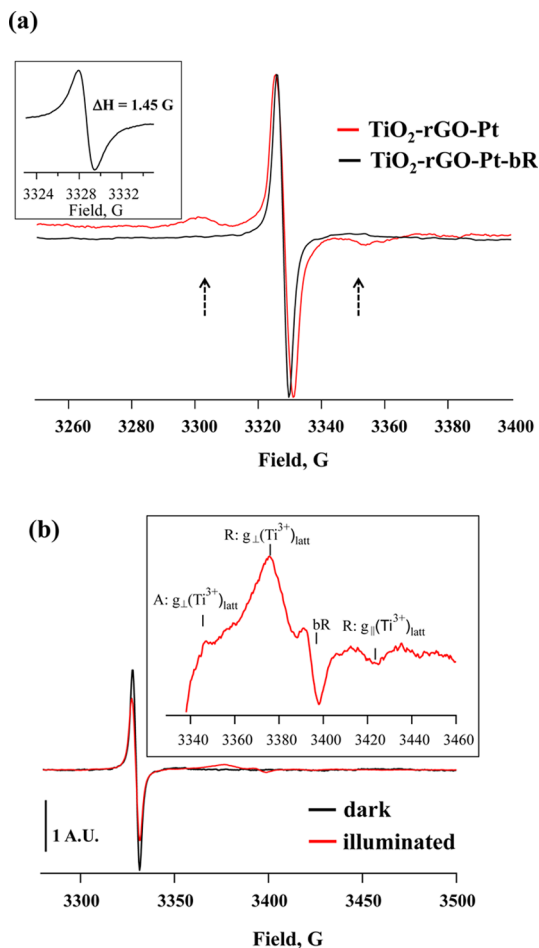 (a)
ΔH = 1.45 G
3324 3328 3332
Field, G
TiO2-rGO-Pt
TiO2-rGO-Pt-bR
3260 3280 3300 3320 3340 3360 3380 3400
Field, G
(b)
R: g⊥(Ti3+)latt
A: g⊥(Ti3+)latt
bR R: g∥(Ti3+)latt
3340 3360 3380 3400 3420 3440 3460
1 A.U.
dark
illuminated
3300 3350 3400 3450 3500
Field, G